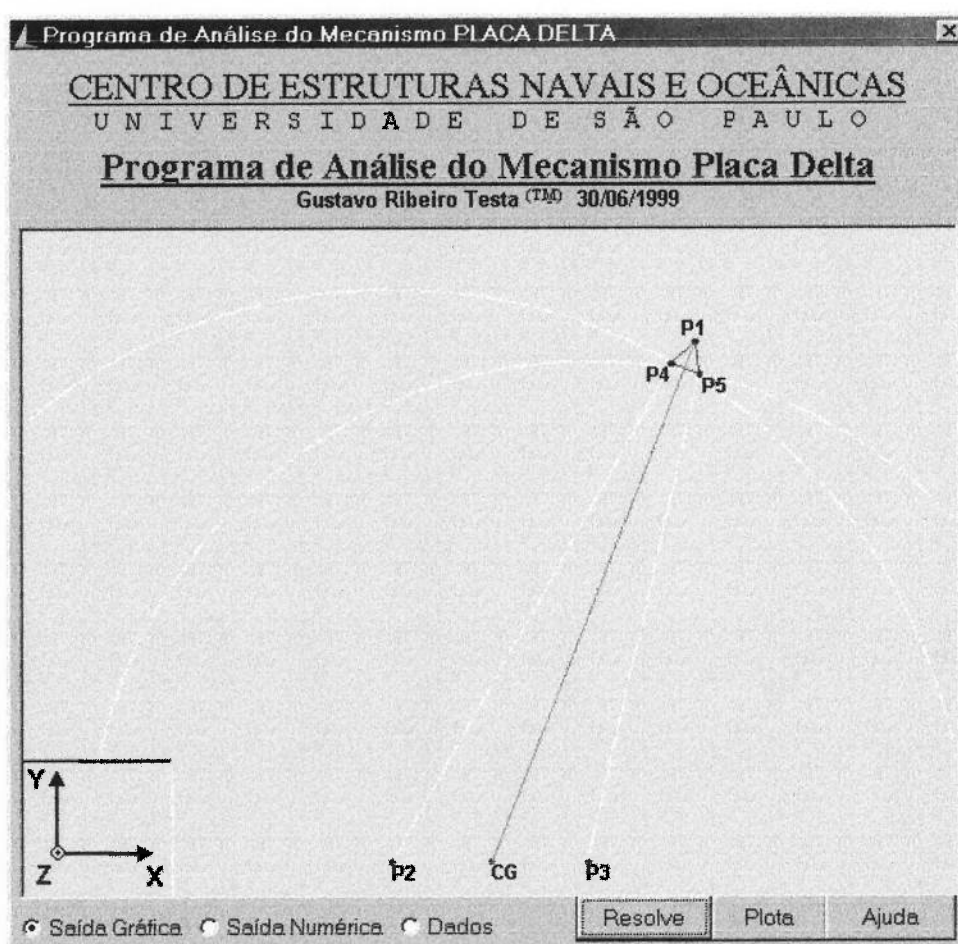 Programa de Análise do Mecanismo PLACA DELTA
CENTRO DE ESTRUTURAS NAVAIS E OCEÂNICAS
UNIVERSIDADE DE SÃO PAULO
Programa de Análise do Mecanismo Placa Delta
Gustavo Ribeiro Testa (TM) 30/06/1999
P1
P4
P5
Y
Z
X
P2
CG
P3
Saída Gráfica
Saída Numérica
Dados
Resolve
Plota
Ajuda